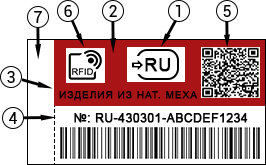 6 2 1 5
7
RFID
RU
3
ИЗДЕЛИЯ ИЗ НАТ. МЕХА
4
№: RU-430301-ABCDEF1234